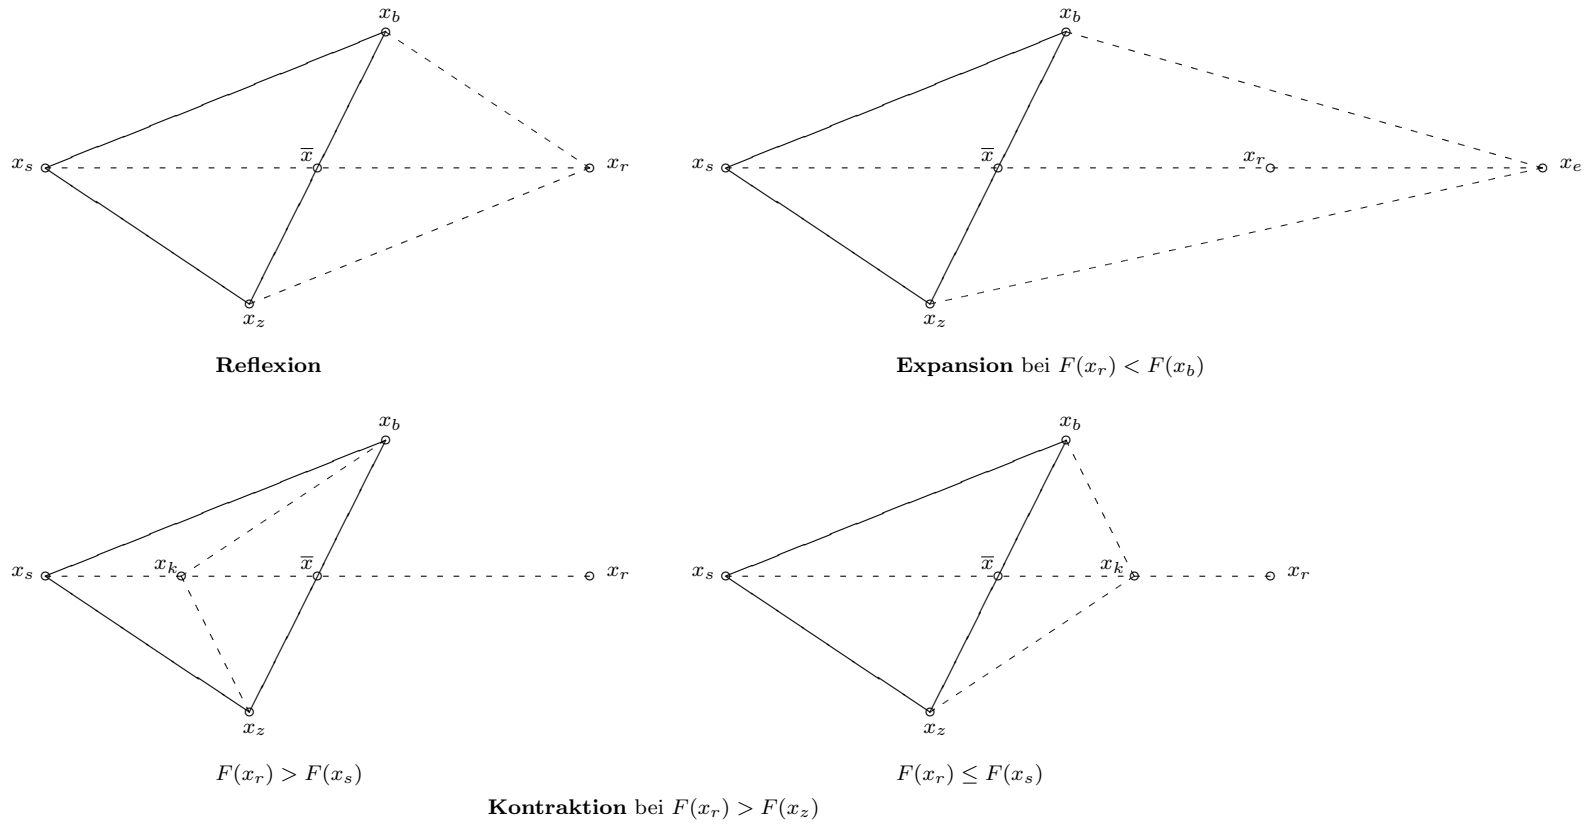 x_b
x_s
x̅
x_r
x_z
Reflexion
x_b
x_s
x̅
x_r
x_e
x_z
Expansion bei F(x_r) < F(x_b)
x_b
x_s
x_k
x̅
x_r
x_z
F(x_r) > F(x_s)
x_b
x_s
x̅
x_k
x_r
x_z
F(x_r) ≤ F(x_s)
Kontraktion bei F(x_r) > F(x_z)